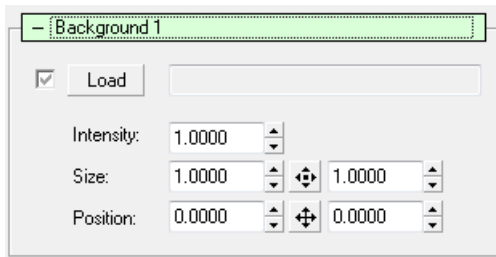 – Background 1
Load
Intensity: 1.0000
Size: 1.0000 1.0000
Position: 0.0000 0.0000